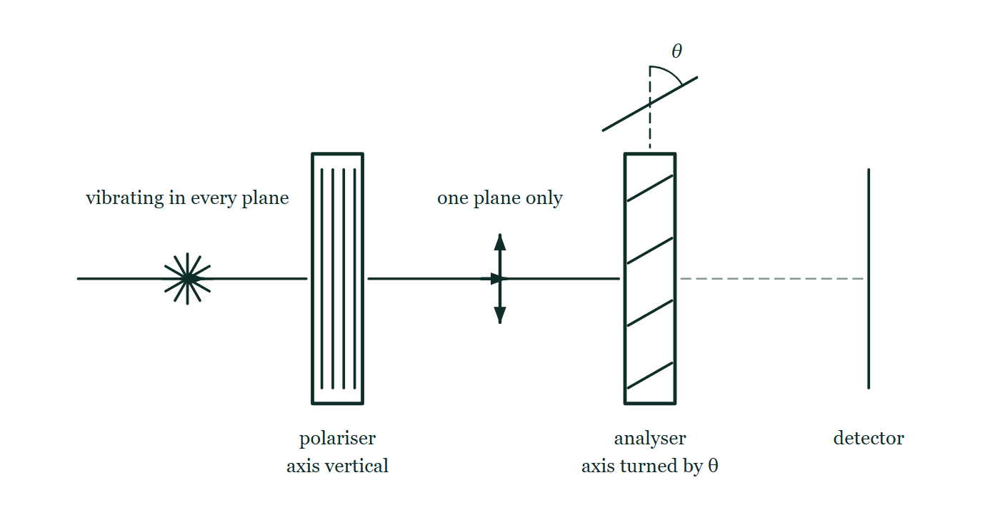 θ
vibrating in every plane
one plane only
polariser
axis vertical
analyser
axis turned by θ
detector